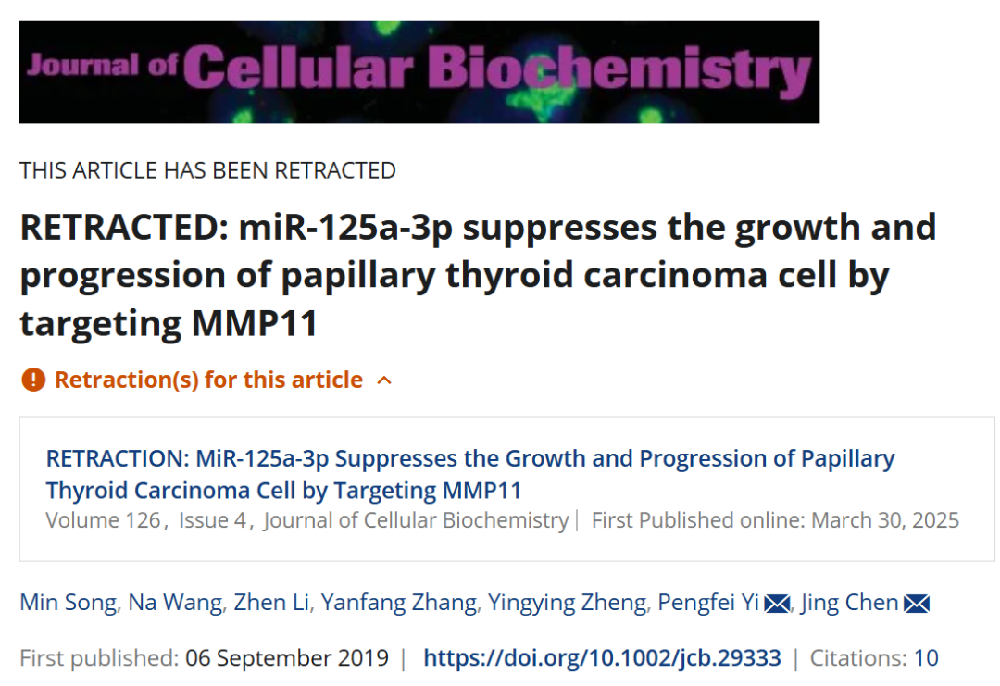 Journal of Cellular Biochemistry
THIS ARTICLE HAS BEEN RETRACTED
RETRACTED: miR-125a-3p suppresses the growth and
progression of papillary thyroid carcinoma cell by
targeting MMP11
Retraction(s) for this article
RETRACTION: MiR-125a-3p Suppresses the Growth and Progression of Papillary
Thyroid Carcinoma Cell by Targeting MMP11
Volume 126, Issue 4, Journal of Cellular Biochemistry | First Published online: March 30, 2025
Min Song, Na Wang, Zhen Li, Yanfang Zhang, Yingying Zheng, Pengfei Yi, Jing Chen
First published: 06 September 2019 | https://doi.org/10.1002/jcb.29333 | Citations: 10